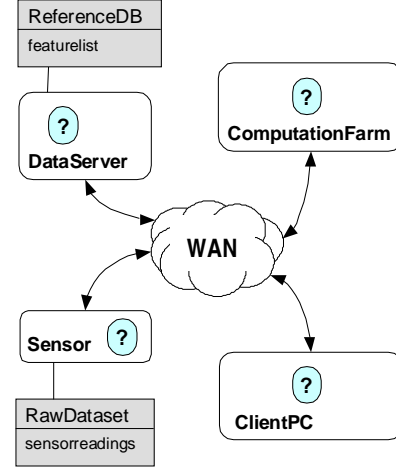 ReferenceDB
featurelist
?
DataServer
?
ComputationFarm
WAN
Sensor ?
RawDataset
sensorreadings
?
ClientPC